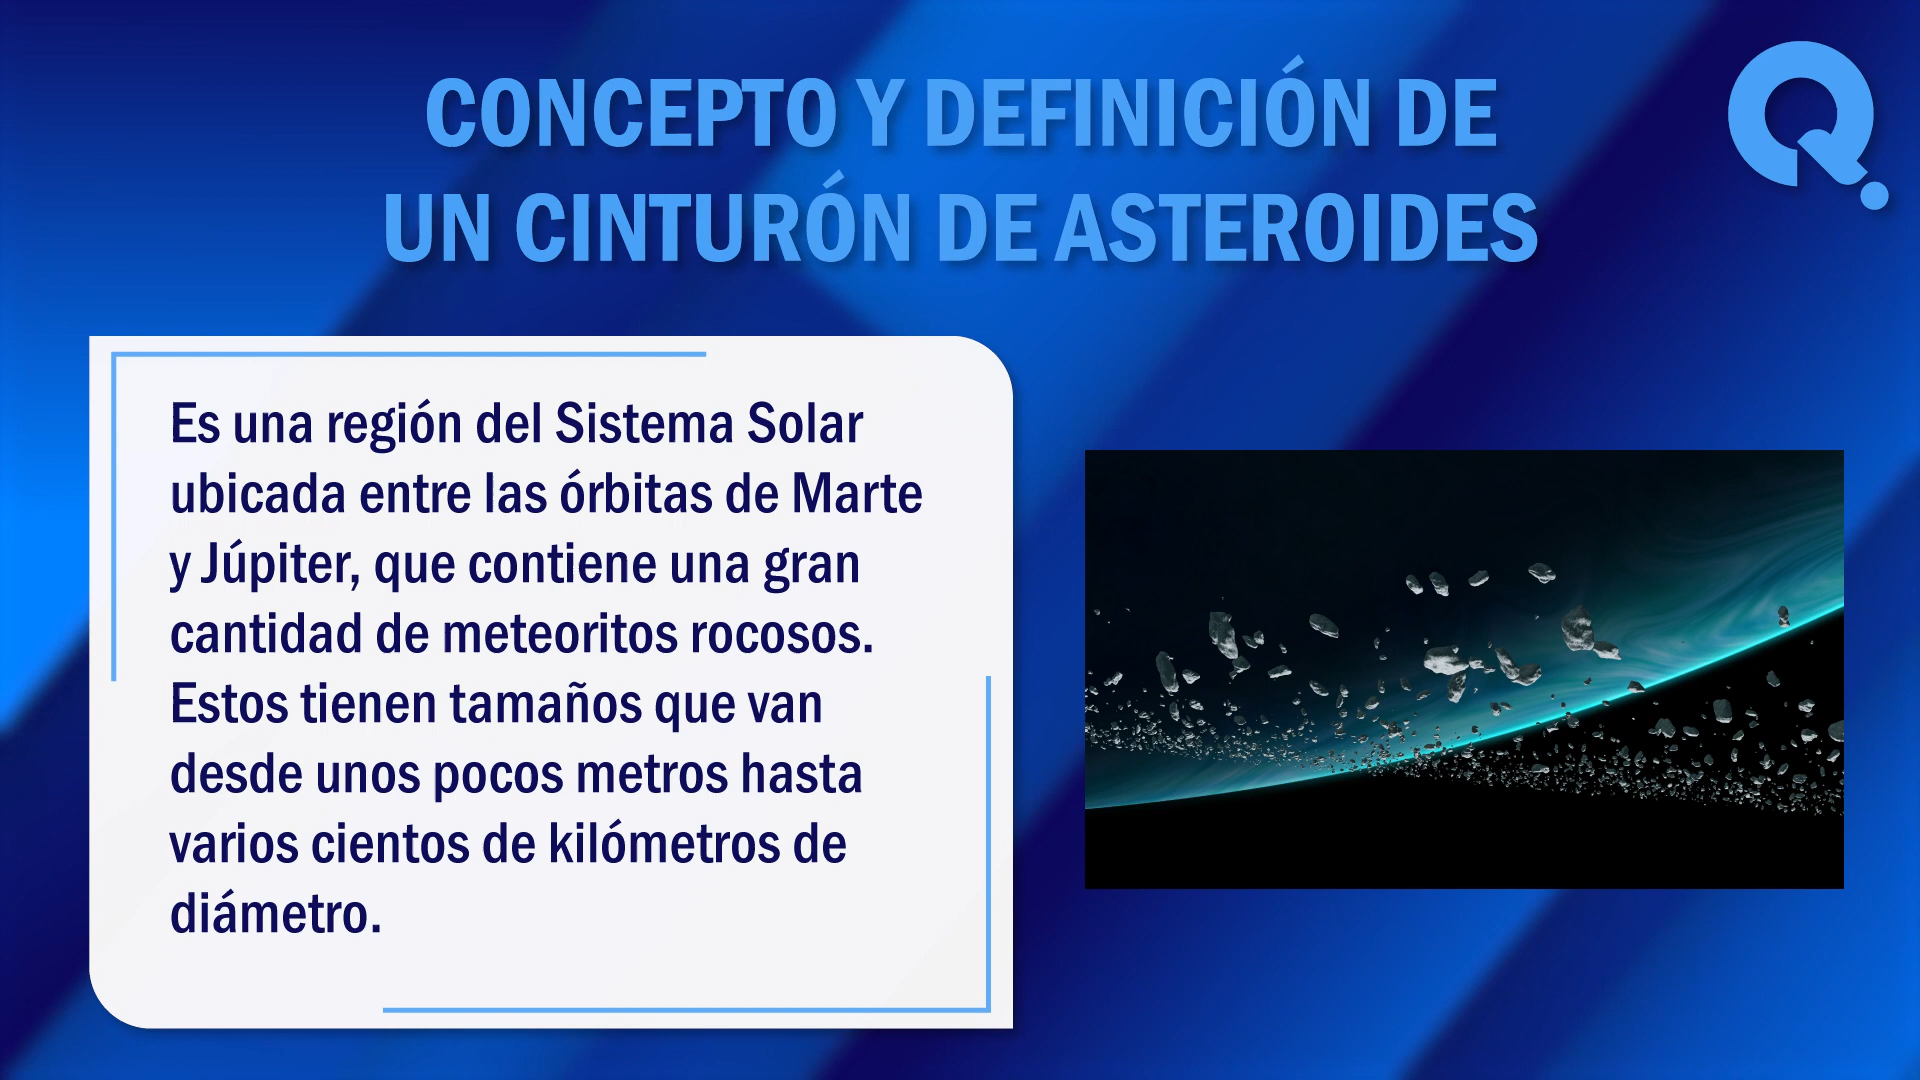 CONCEPTO Y DEFINICIÓN DE
UN CINTURÓN DE ASTEROIDES
Es una región del Sistema Solar
ubicada entre las órbitas de Marte
y Júpiter, que contiene una gran
cantidad de meteoritos rocosos.
Estos tienen tamaños que van
desde unos pocos metros hasta
varios cientos de kilómetros de
diámetro.